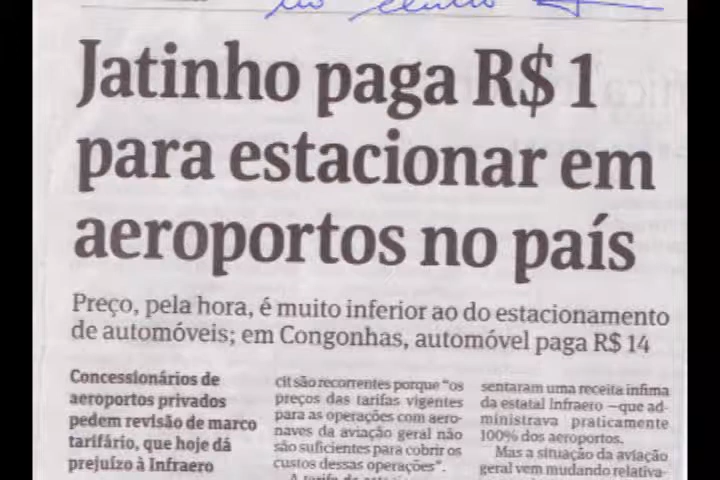 Jatinho paga R$ 1
para estacionar em
aeroportos no país
Preço, pela hora, é muito inferior ao do estacionamento
de automóveis; em Congonhas, automóvel paga R$ 14
Concessionários de
aeroportos privados
pedem revisão de marco
tarifário, que hoje dá
prejuízo à Infraero
cit são recorrentes porque “os
preços das tarifas vigentes
para as operações com aero-
naves da aviação geral não
são suficientes para cobrir os
custos dessas operações”.
sentaram uma receita ínfima
da estatal Infraero —que ad-
ministrava praticamente
100% dos aeroportos.
Mas a situação da aviação
geral vem mudando relativa-